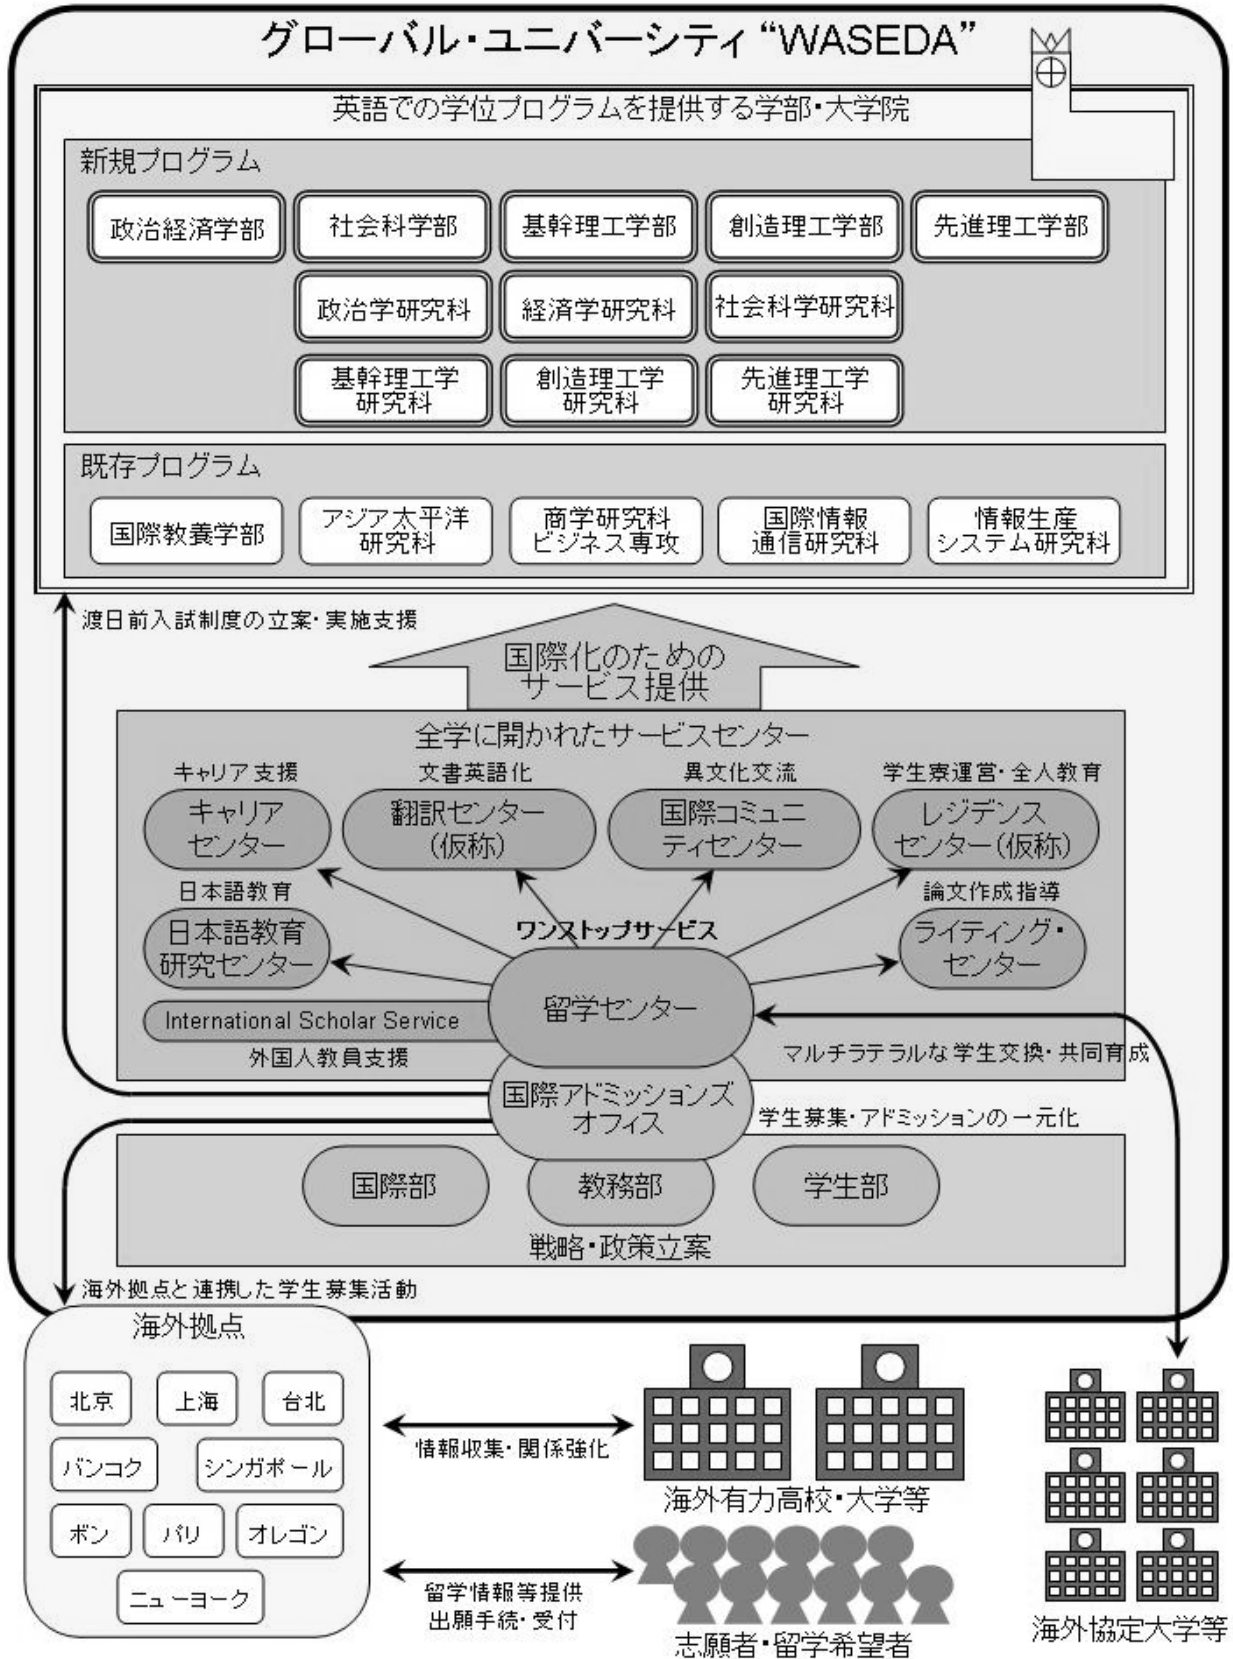 グローバル・ユニバーシティ “WASEDA”
英語での学位プログラムを提供する学部・大学院
新規プログラム
政治経済学部
社会科学部
基幹理工学部
創造理工学部
先進理工学部
政治学研究科
経済学研究科
社会科学研究科
基幹理工学
研究科
創造理工学
研究科
先進理工学
研究科
既存プログラム
国際教養学部
アジア太平洋
研究科
商学研究科
ビジネス専攻
国際情報
通信研究科
情報生産
システム研究科
渡日前入試制度の立案・実施支援
国際化のための
サービス提供
全学に開かれたサービスセンター
キャリア支援
キャリア
センター
文書英語化
翻訳センター
(仮称)
異文化交流
国際コミュニ
ティセンター
学生寮運営・全人教育
レジデンス
センター(仮称)
日本語教育
日本語教育
研究センター
ワンストップサービス
論文作成指導
ライティング・
センター
留学センター
International Scholar Service
外国人教員支援
マルチラテラルな学生交換・共同育成
国際アドミッションズ
オフィス
学生募集・アドミッションの一元化
国際部
教務部
学生部
戦略・政策立案
海外拠点と連携した学生募集活動
海外拠点
北京
上海
台北
バンコク
シンガポール
ボン
パリ
オレゴン
ニューヨーク
情報収集・関係強化
海外有力高校・大学等
留学情報等提供
出願手続・受付
志願者・留学希望者
海外協定大学等